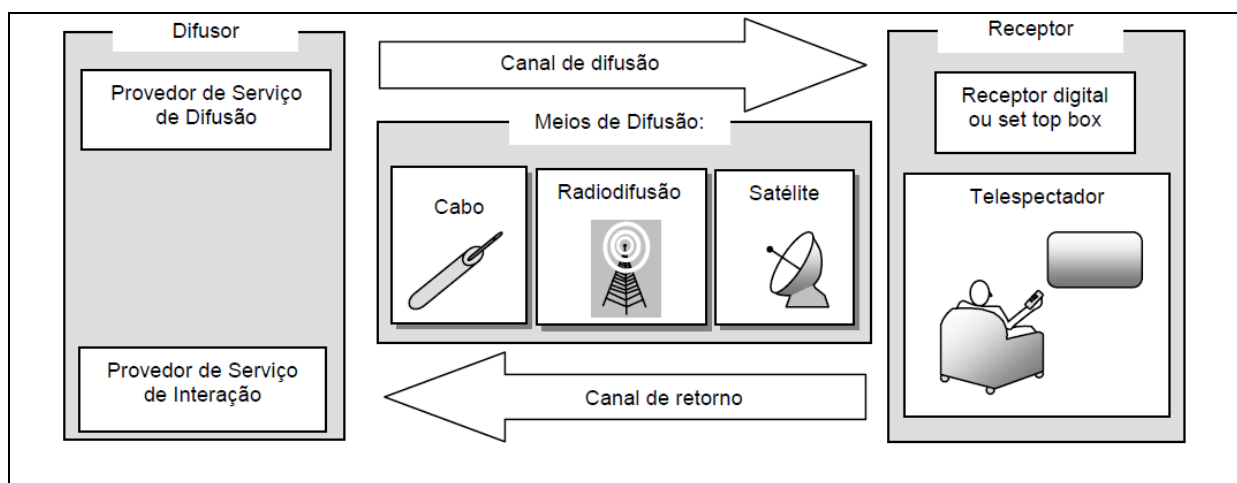 Difusor
Provedor de Serviço
de Difusão
Provedor de Serviço
de Interação
Canal de difusão
Meios de Difusão:
Cabo
Radiodifusão
Satélite
Canal de retorno
Receptor
Receptor digital
ou set top box
Telespectador